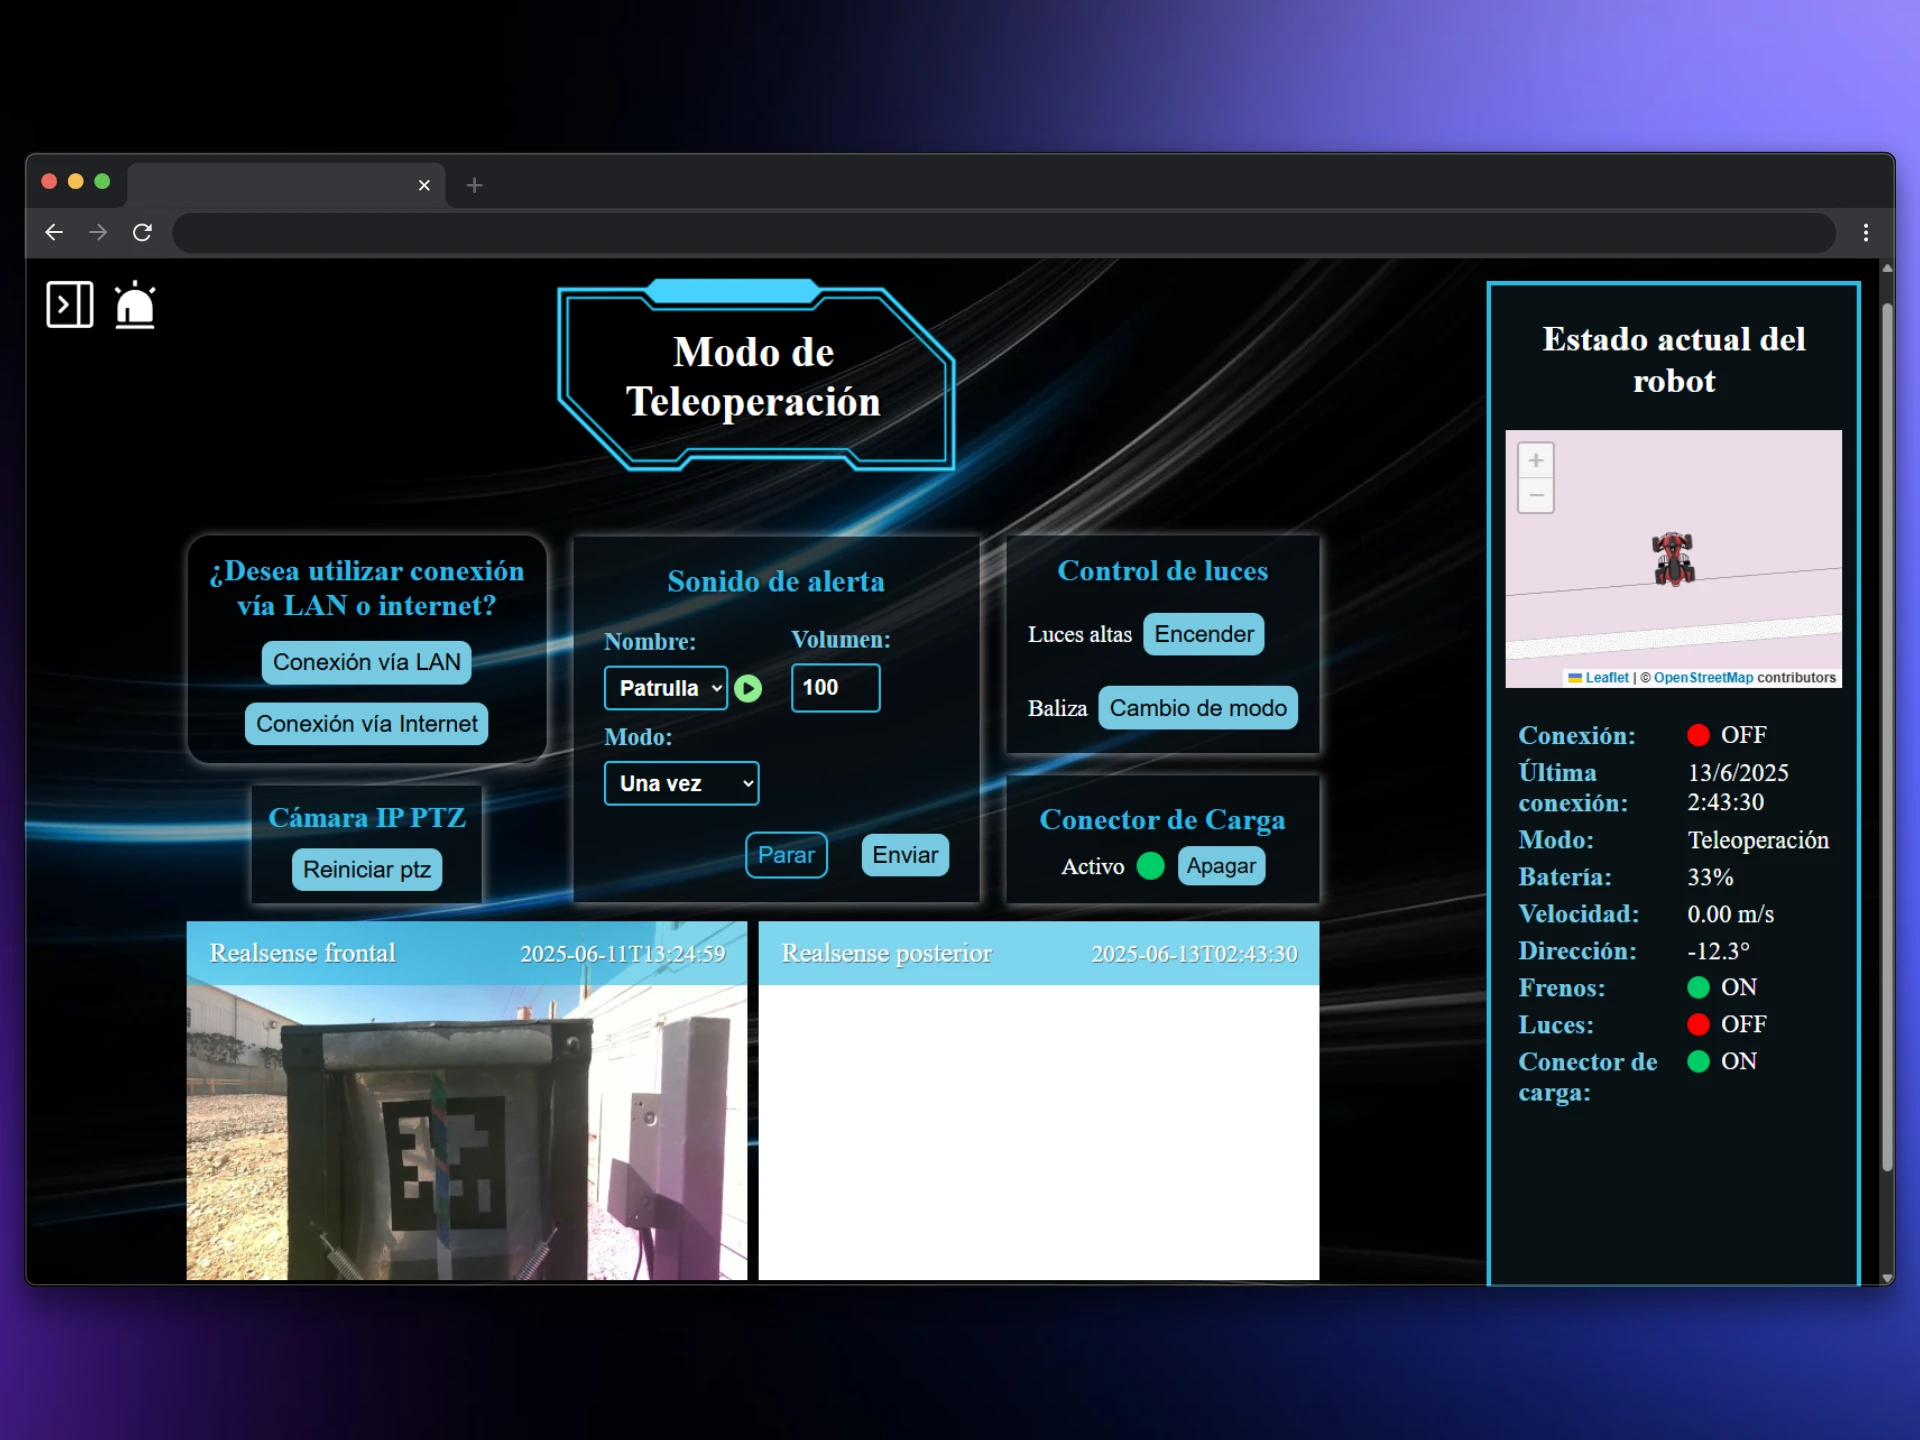 Modo de
Teleoperación
¿Desea utilizar conexión
vía LAN o internet?
Conexión vía LAN
Conexión vía Internet
Cámara IP PTZ
Reiniciar ptz
Sonido de alerta
Nombre:
Volumen:
Patrulla
100
Modo:
Una vez
Parar
Enviar
Control de luces
Luces altas Encender
Baliza Cambio de modo
Conector de Carga
Activo Apagar
Realsense frontal 2025-06-11T13:24:59
Realsense posterior 2025-06-13T02:43:30
Estado actual del
robot
+
−
Leaflet | © OpenStreetMap contributors
Conexión: OFF
Última 13/6/2025
conexión: 2:43:30
Modo: Teleoperación
Batería: 33%
Velocidad: 0.00 m/s
Dirección: -12.3°
Frenos: ON
Luces: OFF
Conector de ON
carga: